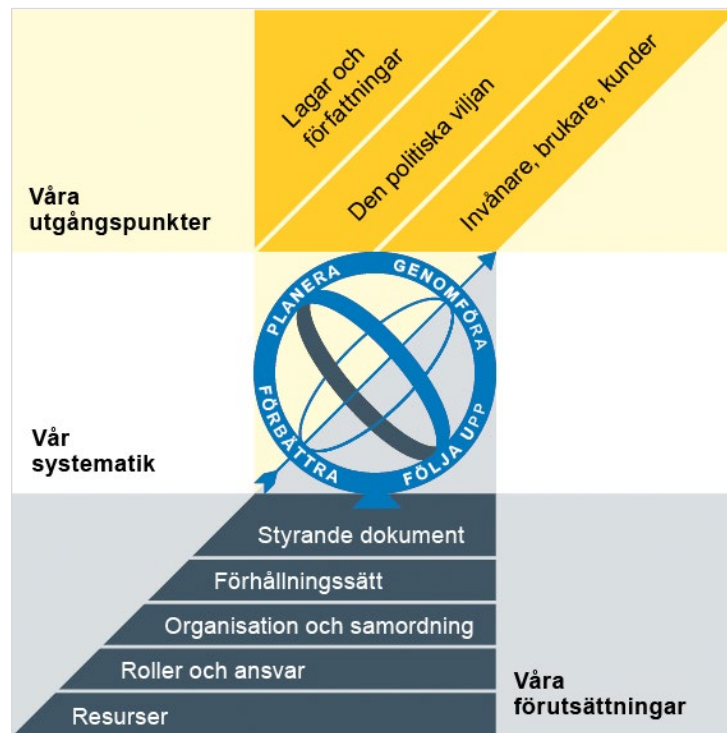 Lagar och
författningar
Den politiska viljan
Invånare, brukare, kunder
Våra
utgångspunkter
PLANERA
GENOMFÖRA
FÖLJA UPP
FÖRBÄTTRA
Vår
systematik
Styrande dokument
Förhållningssätt
Organisation och samordning
Roller och ansvar
Resurser
Våra
förutsättningar